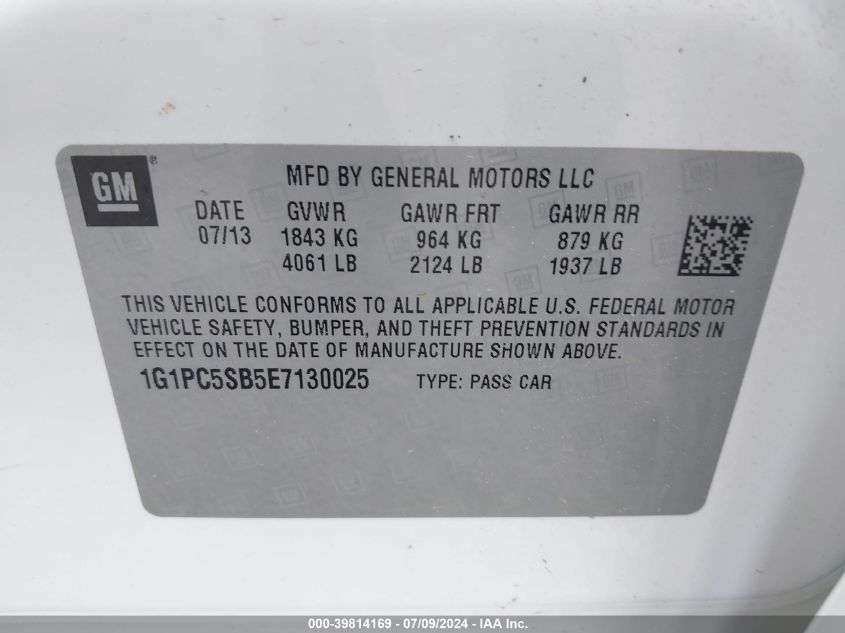 GM®
MFD BY GENERAL MOTORS LLC
DATE GVWR GAWR FRT GAWR RR
07/13 1843 KG 964 KG 879 KG
4061 LB 2124 LB 1937 LB
THIS VEHICLE CONFORMS TO ALL APPLICABLE U.S. FEDERAL MOTOR
VEHICLE SAFETY, BUMPER, AND THEFT PREVENTION STANDARDS IN
EFFECT ON THE DATE OF MANUFACTURE SHOWN ABOVE.
1G1PC5SB5E7130025 TYPE: PASS CAR
000-39814169 - 07/09/2024 - IAA Inc.